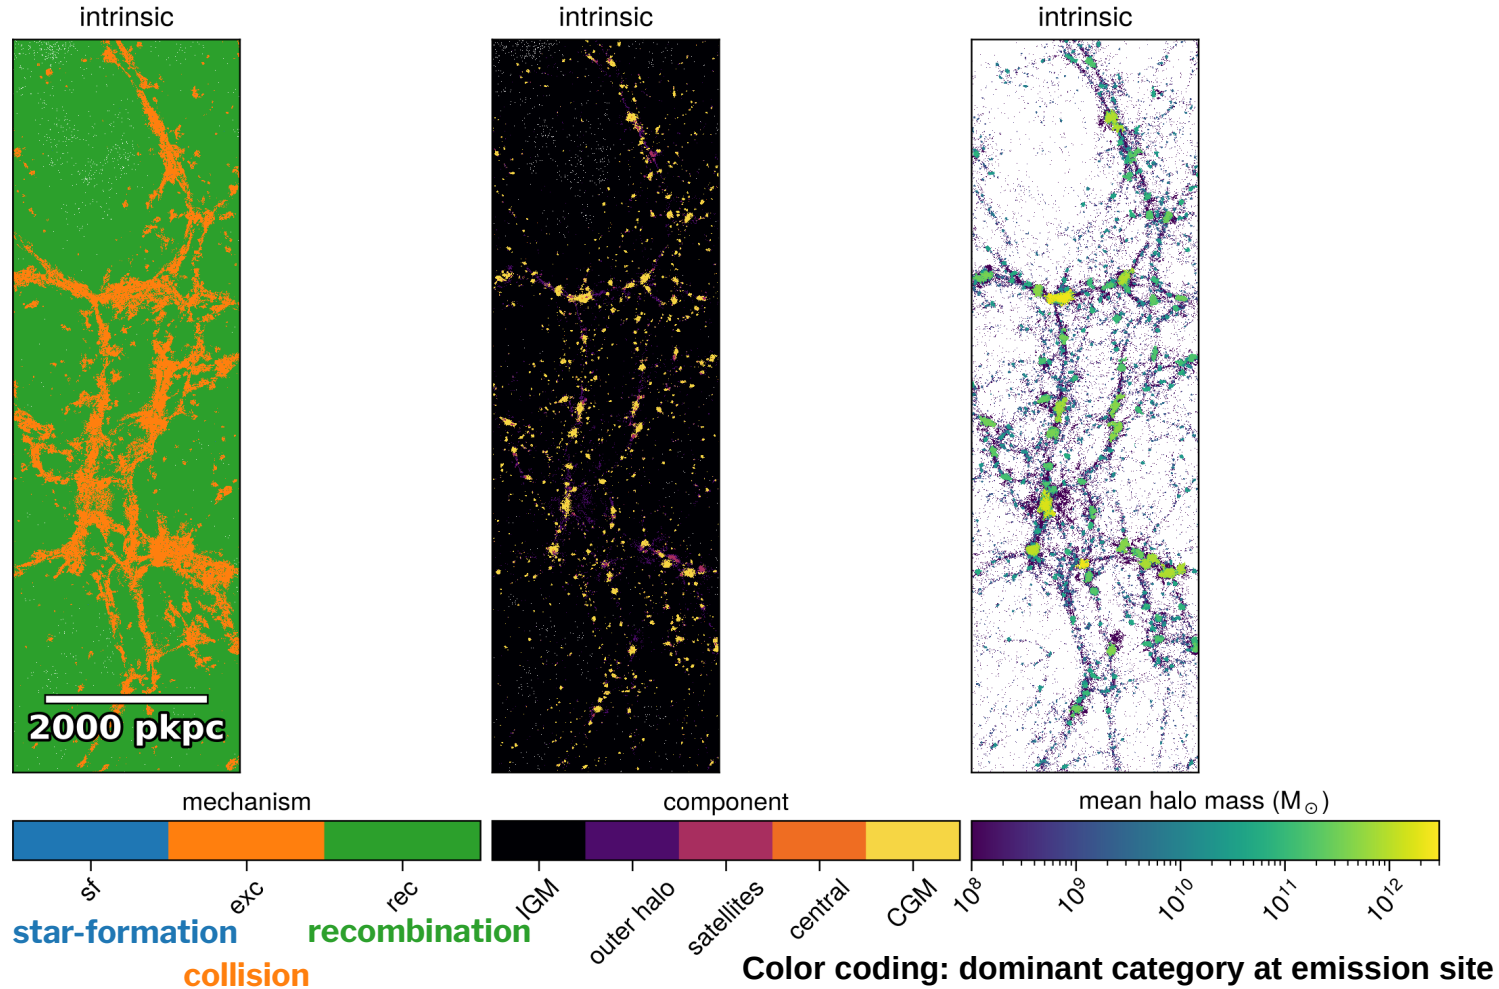 intrinsic intrinsic intrinsic
2000 pkpc
mechanism component mean halo mass (M☉)
sf exc rec IGM outer halo satellites central CGM 10⁸ 10⁹ 10¹⁰ 10¹¹ 10¹²
star-formation recombination
collision
Color coding: dominant category at emission site